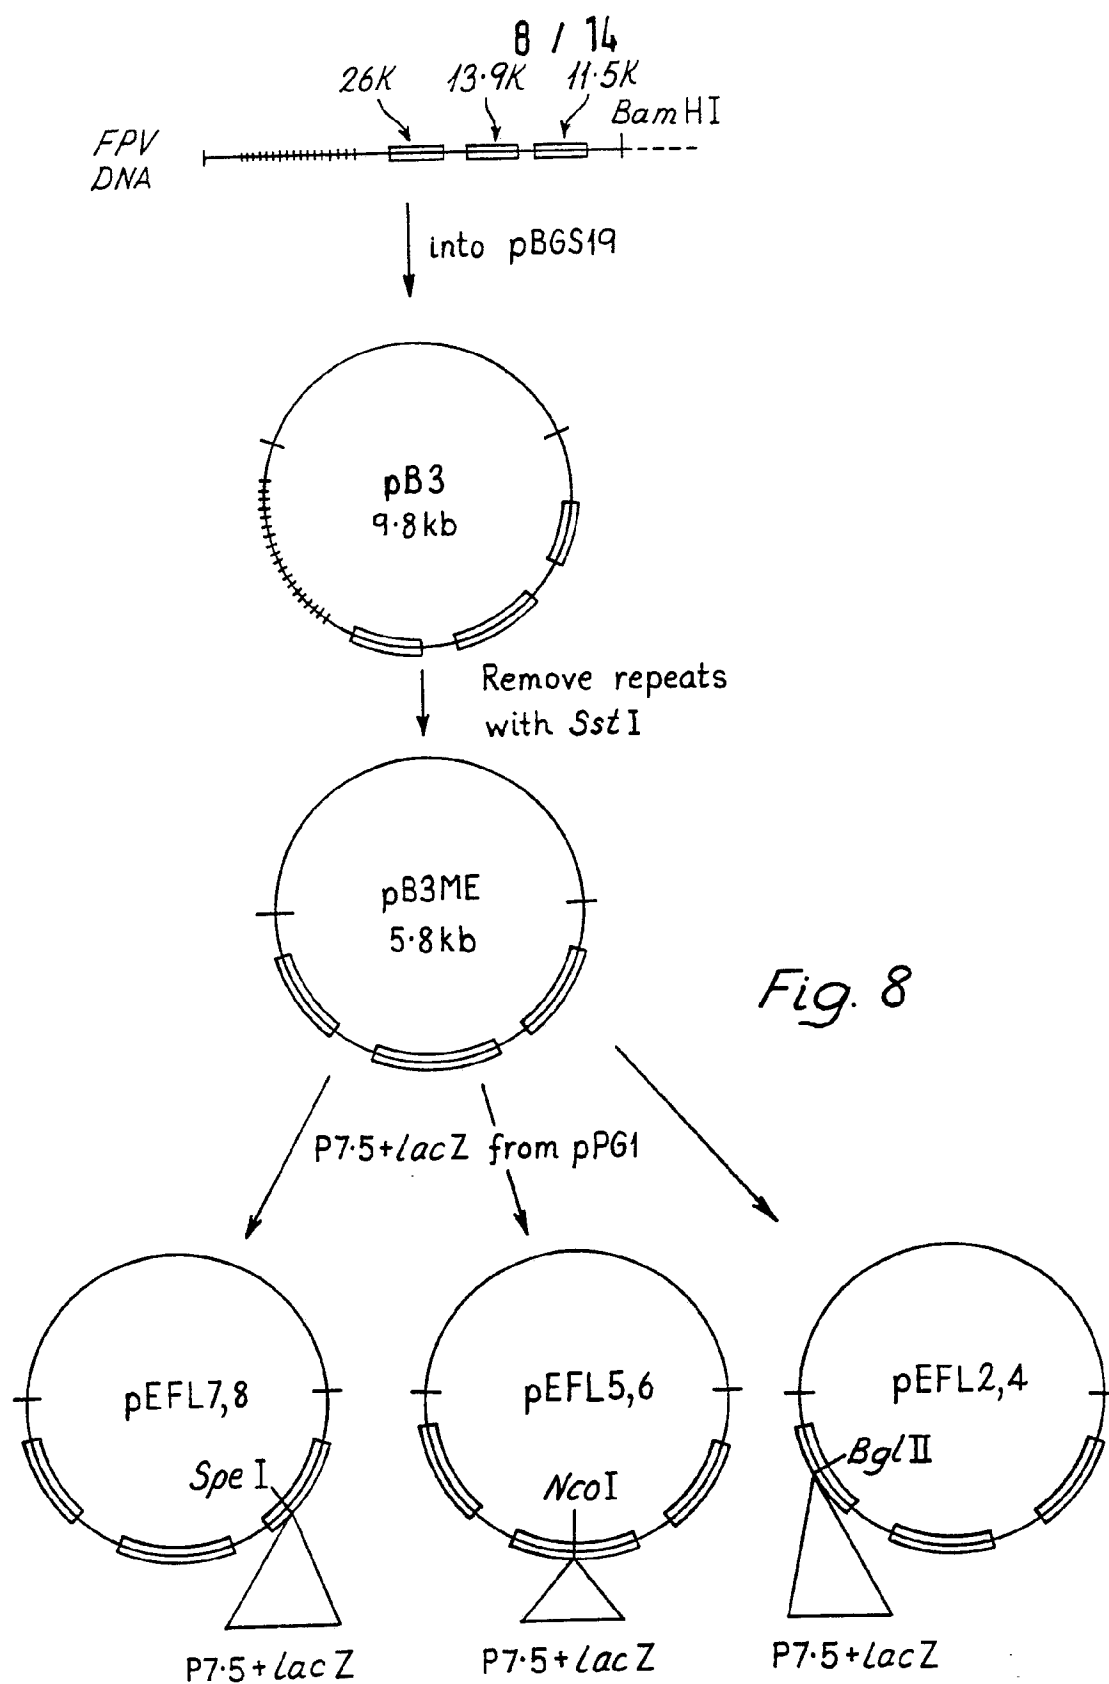 8 / 14
26K 13·9K 11·5K
BamHI
FPV
DNA
into pBGS19
pB3
9·8kb
Remove repeats
with SstI
pB3ME
5·8kb
Fig. 8
P7·5+lacZ from pPG1
pEFL7,8
pEFL5,6
pEFL2,4
SpeI
NcoI
BglII
P7·5+lacZ
P7·5+lacZ
P7·5+lacZ